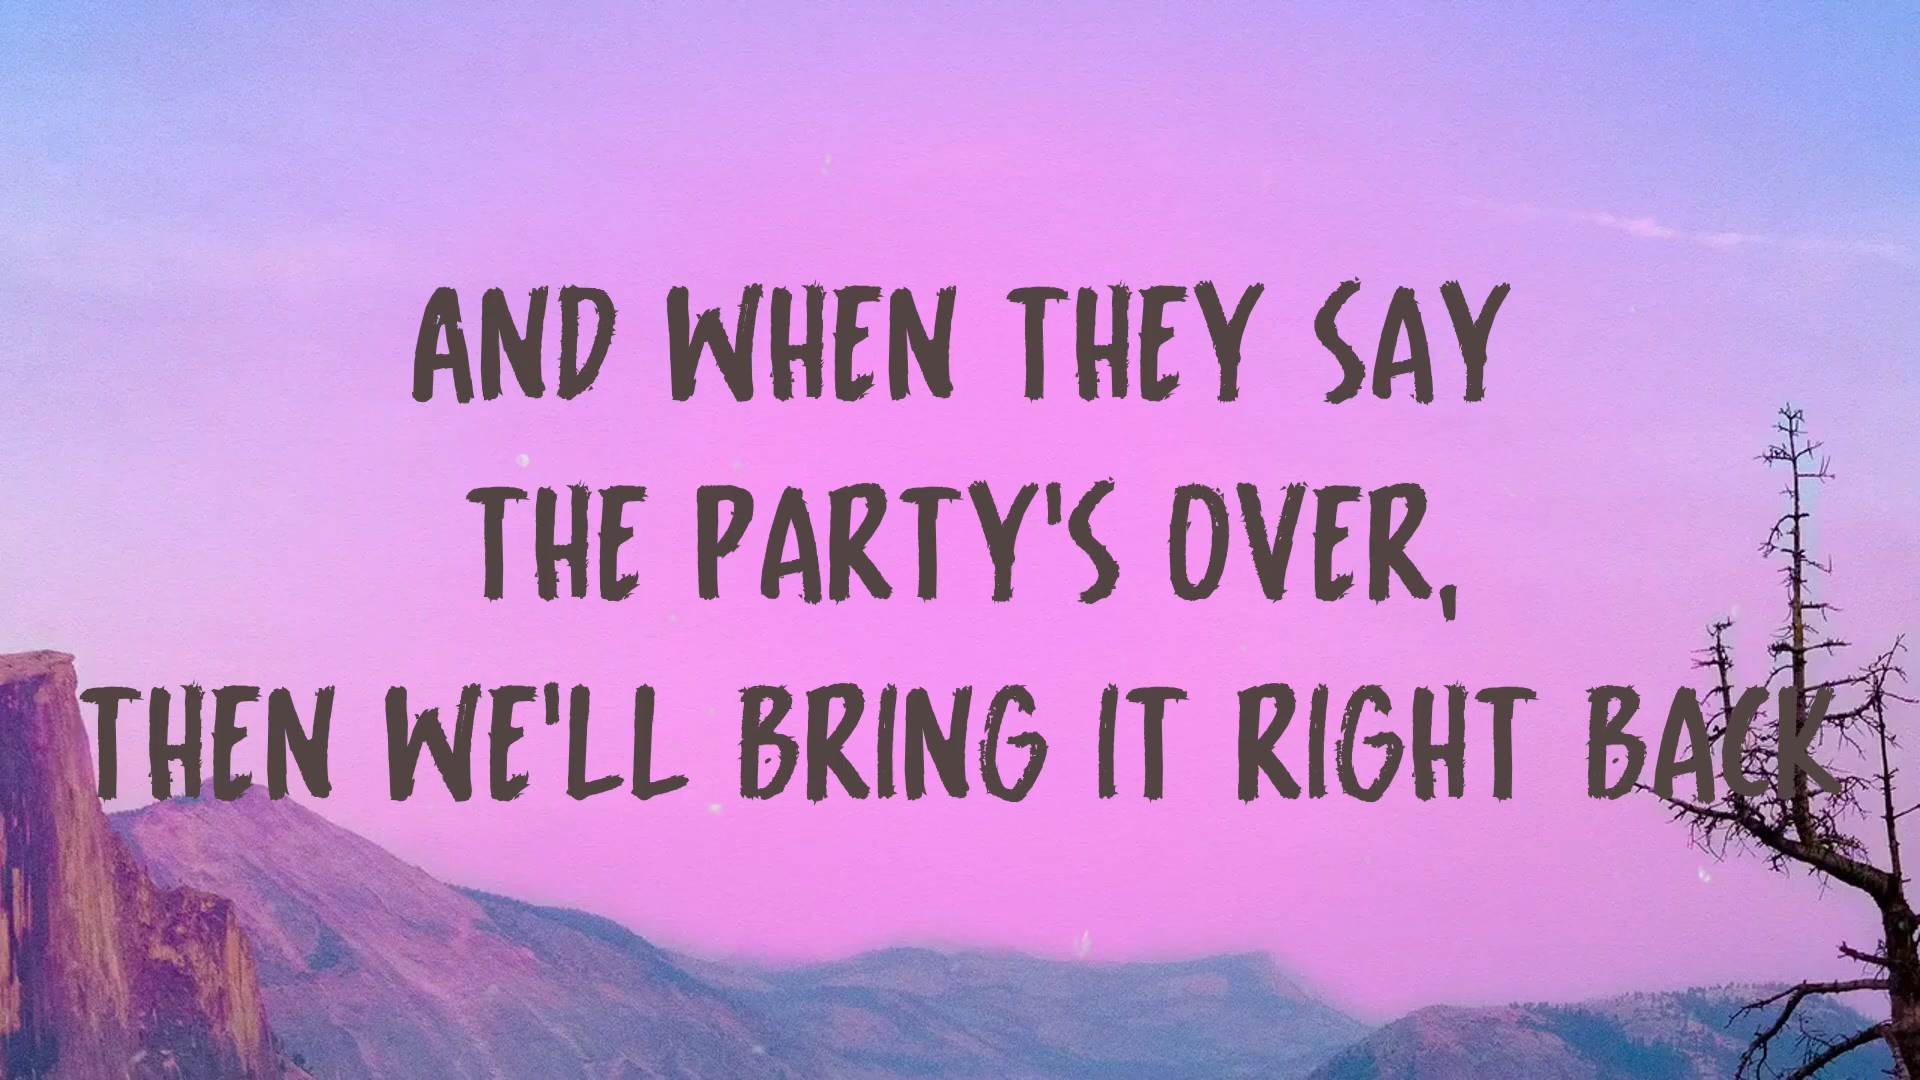 AND WHEN THEY SAY
THE PARTY'S OVER,
THEN WE'LL BRING IT RIGHT BACK